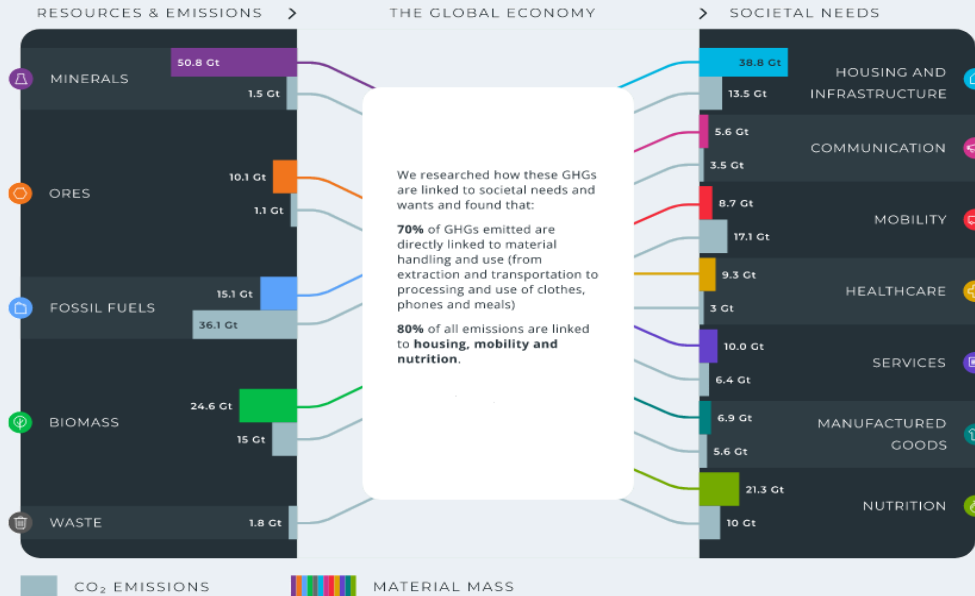 RESOURCES & EMISSIONS >
THE GLOBAL ECONOMY
> SOCIETAL NEEDS
MINERALS
50.8 Gt
1.5 Gt
ORES
10.1 Gt
1.1 Gt
FOSSIL FUELS
15.1 Gt
36.1 Gt
BIOMASS
24.6 Gt
15 Gt
WASTE
1.8 Gt
We researched how these GHGs
are linked to societal needs and
wants and found that:
70% of GHGs emitted are
directly linked to material
handling and use (from
extraction and transportation to
processing and use of clothes,
phones and meals)
80% of all emissions are linked
to housing, mobility and
nutrition.
38.8 Gt
13.5 Gt
HOUSING AND
INFRASTRUCTURE
5.6 Gt
3.5 Gt
COMMUNICATION
8.7 Gt
17.1 Gt
MOBILITY
9.3 Gt
3 Gt
HEALTHCARE
10.0 Gt
6.4 Gt
SERVICES
6.9 Gt
5.6 Gt
MANUFACTURED
GOODS
21.3 Gt
10 Gt
NUTRITION
CO₂ EMISSIONS
MATERIAL MASS